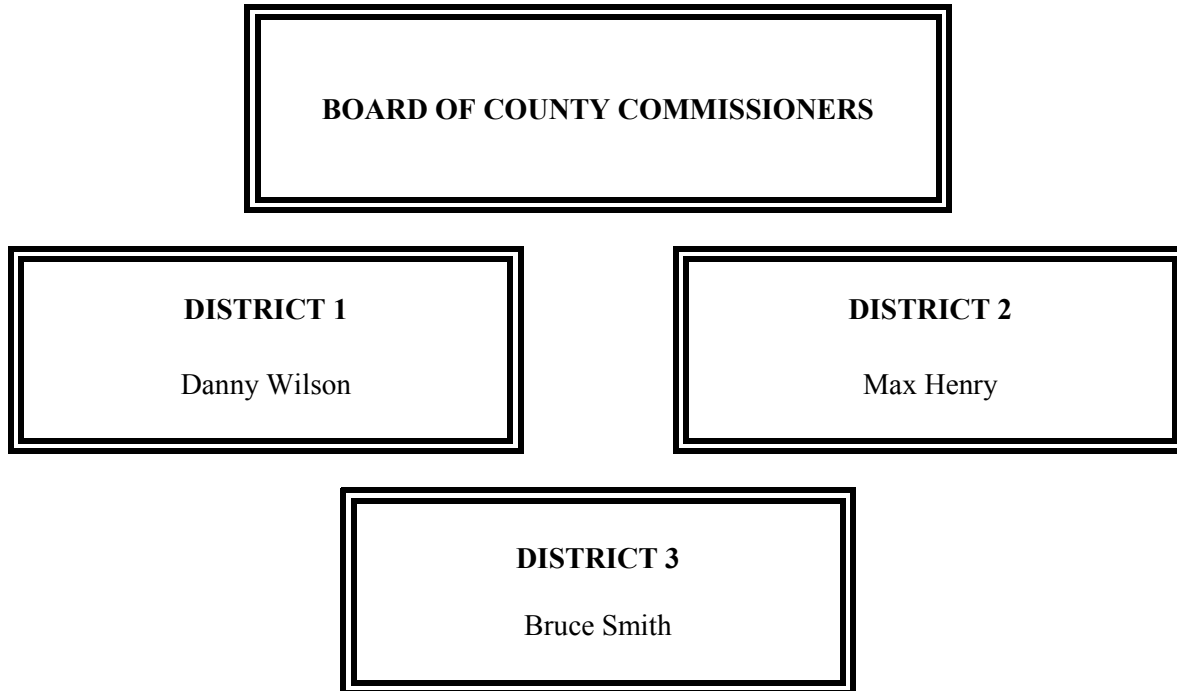 BOARD OF COUNTY COMMISSIONERS
DISTRICT 1
Danny Wilson
DISTRICT 2
Max Henry
DISTRICT 3
Bruce Smith